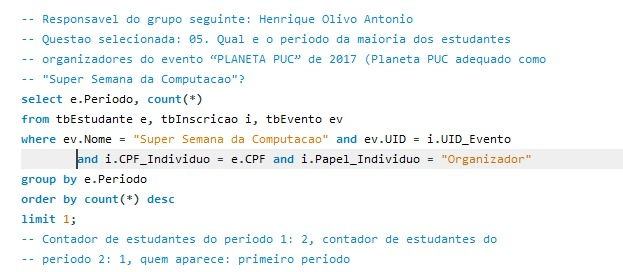 -- Responsavel do grupo seguinte: Henrique Olivo Antonio
-- Questao selecionada: 05. Qual e o periodo da maioria dos estudantes
-- organizadores do evento “PLANETA PUC” de 2017 (Planeta PUC adequado como
-- "Super Semana da Computacao"?
select e.Periodo, count(*)
from tbEstudante e, tbInscricao i, tbEvento ev
where ev.Nome = "Super Semana da Computacao" and ev.UID = i.UID_Evento
and i.CPF_Individuo = e.CPF and i.Papel_Individuo = "Organizador"
group by e.Periodo
order by count(*) desc
limit 1;
-- Contador de estudantes do periodo 1: 2, contador de estudantes do
-- periodo 2: 1, quem aparece: primeiro periodo